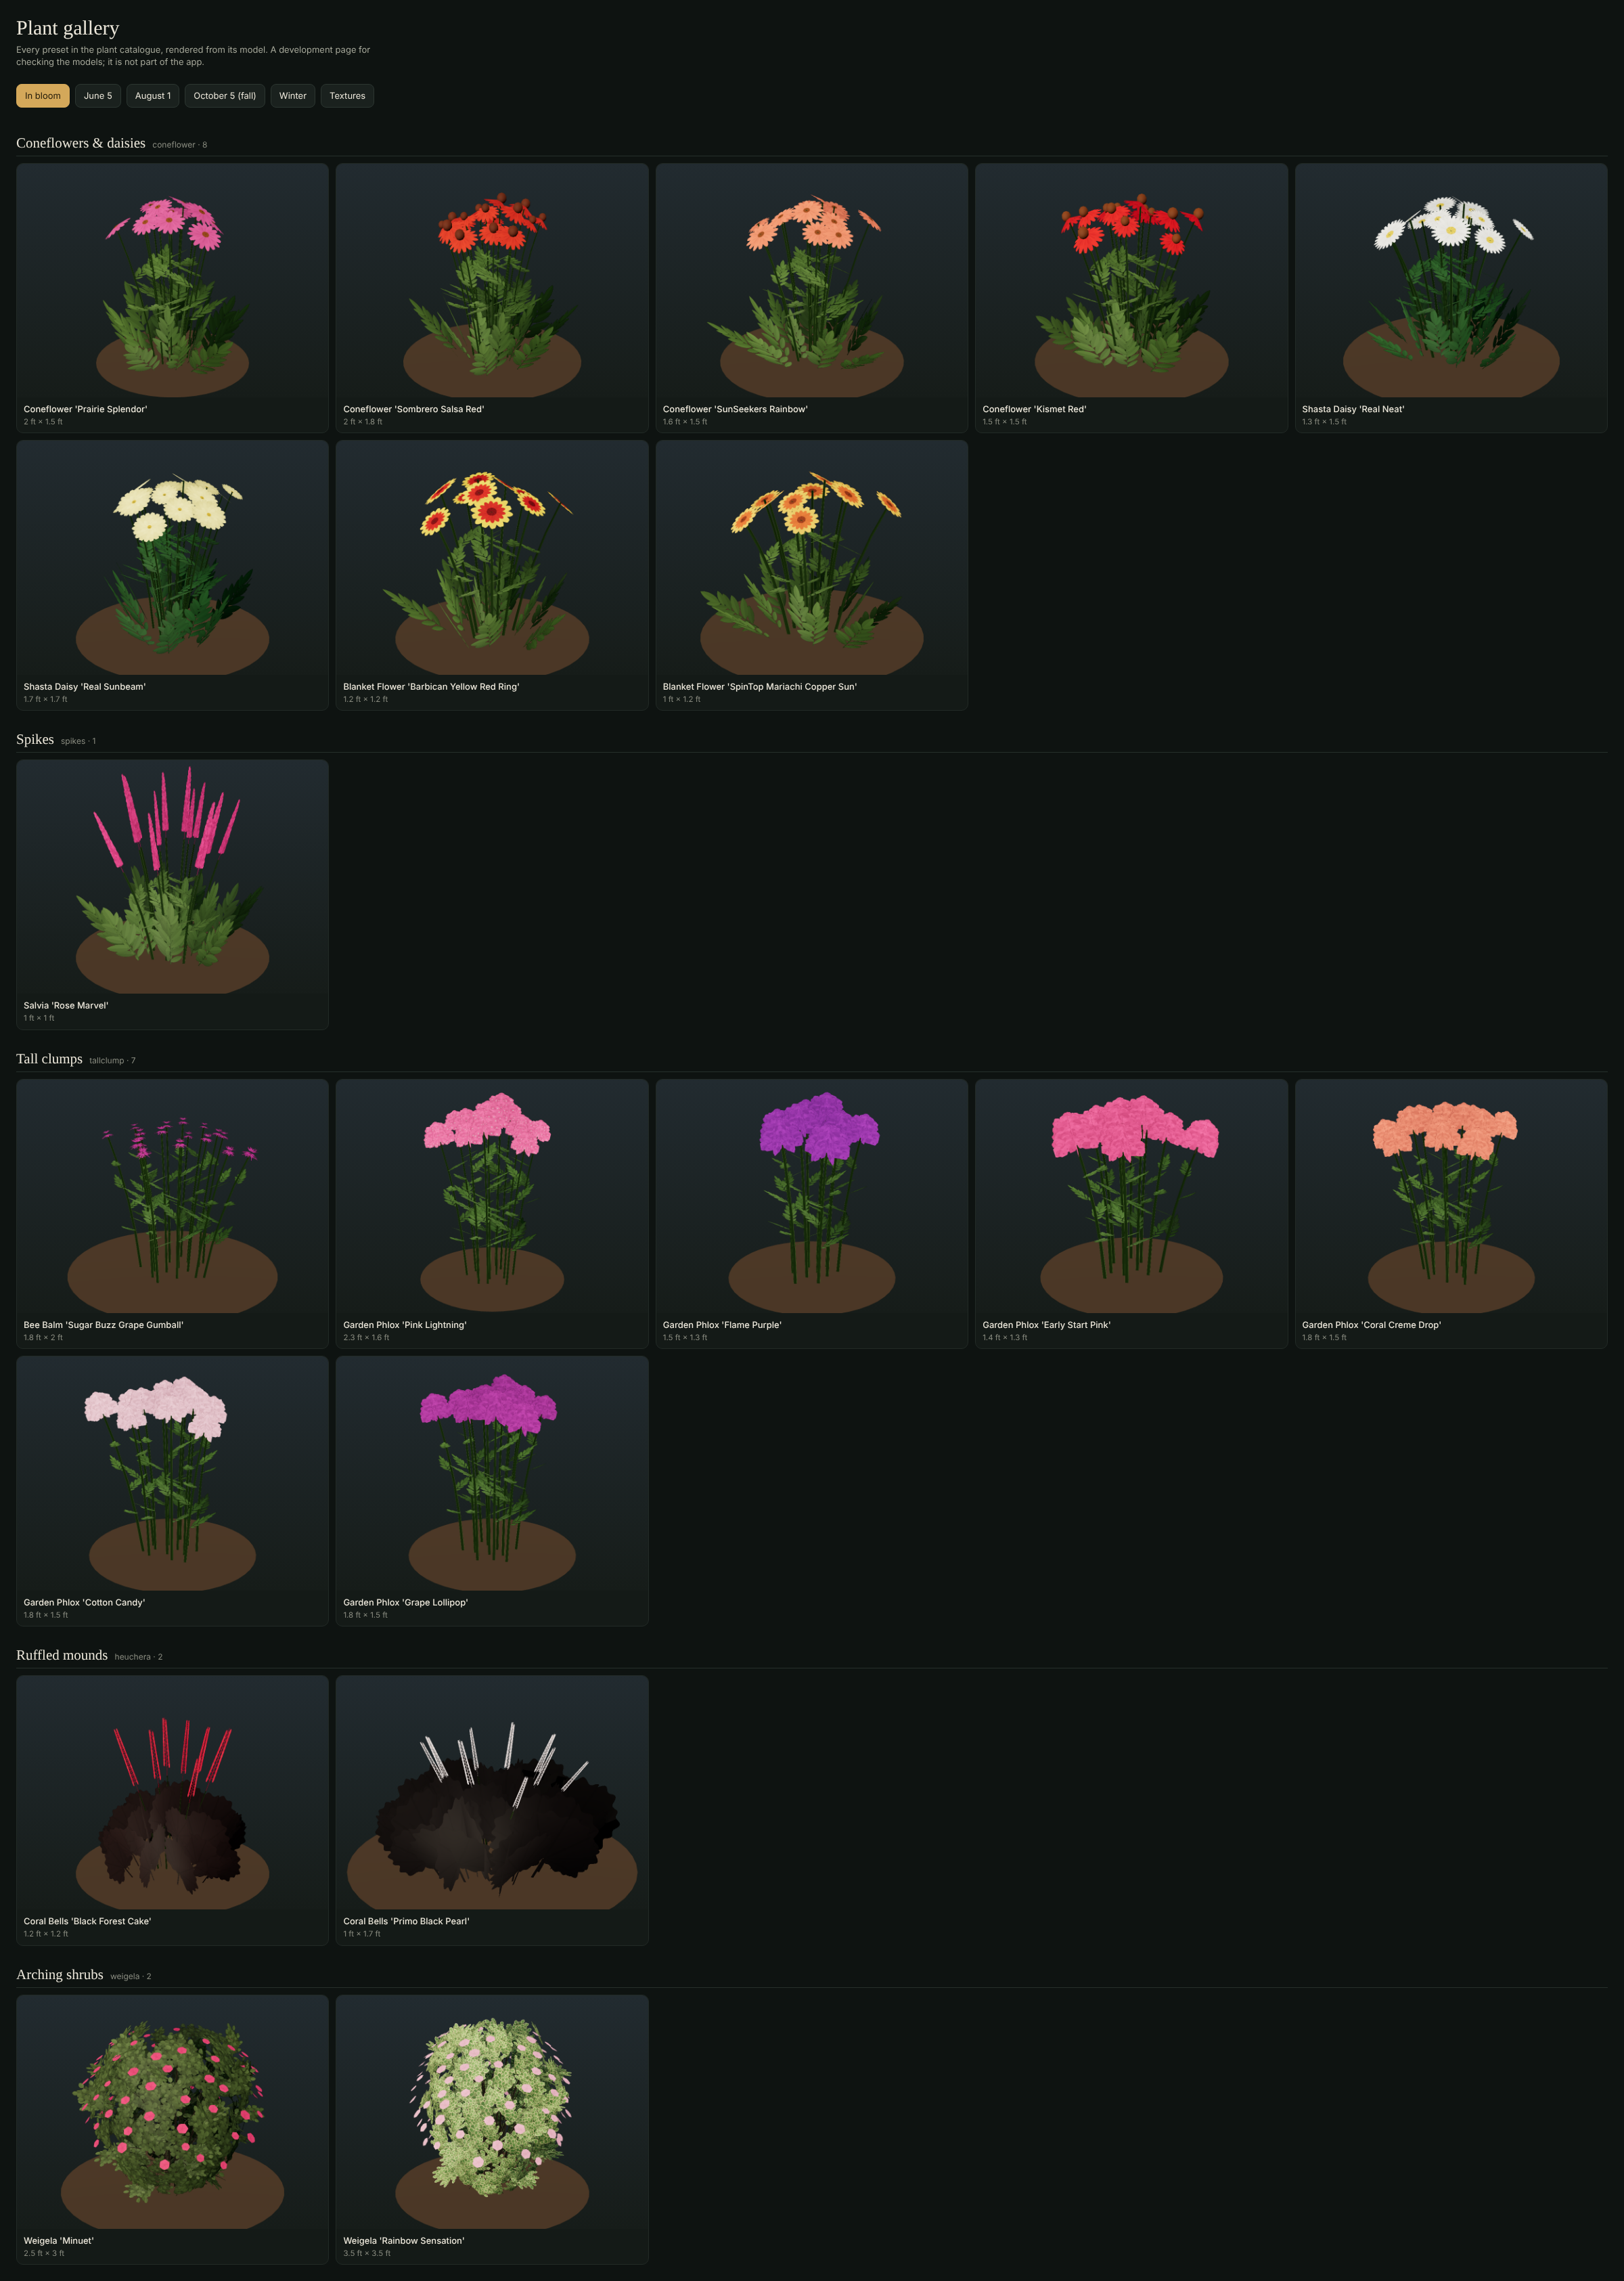 Plant gallery
Every preset in the plant catalogue, rendered from its model. A development page for
checking the models; it is not part of the app.
In bloom
June 5
August 1
October 5 (fall)
Winter
Textures
Coneflowers & daisies coneflower · 8
Coneflower 'Prairie Splendor'
2 ft × 1.5 ft
Coneflower 'Sombrero Salsa Red'
2 ft × 1.8 ft
Coneflower 'SunSeekers Rainbow'
1.6 ft × 1.5 ft
Coneflower 'Kismet Red'
1.5 ft × 1.5 ft
Shasta Daisy 'Real Neat'
1.3 ft × 1.5 ft
Shasta Daisy 'Real Sunbeam'
1.7 ft × 1.7 ft
Blanket Flower 'Barbican Yellow Red Ring'
1.2 ft × 1.2 ft
Blanket Flower 'SpinTop Mariachi Copper Sun'
1 ft × 1.2 ft
Spikes spikes · 1
Salvia 'Rose Marvel'
1 ft × 1 ft
Tall clumps tallclump · 7
Bee Balm 'Sugar Buzz Grape Gumball'
1.8 ft × 2 ft
Garden Phlox 'Pink Lightning'
2.3 ft × 1.6 ft
Garden Phlox 'Flame Purple'
1.5 ft × 1.3 ft
Garden Phlox 'Early Start Pink'
1.4 ft × 1.3 ft
Garden Phlox 'Coral Creme Drop'
1.8 ft × 1.5 ft
Garden Phlox 'Cotton Candy'
1.8 ft × 1.5 ft
Garden Phlox 'Grape Lollipop'
1.8 ft × 1.5 ft
Ruffled mounds heuchera · 2
Coral Bells 'Black Forest Cake'
1.2 ft × 1.2 ft
Coral Bells 'Primo Black Pearl'
1 ft × 1.7 ft
Arching shrubs weigela · 2
Weigela 'Minuet'
2.5 ft × 3 ft
Weigela 'Rainbow Sensation'
3.5 ft × 3.5 ft